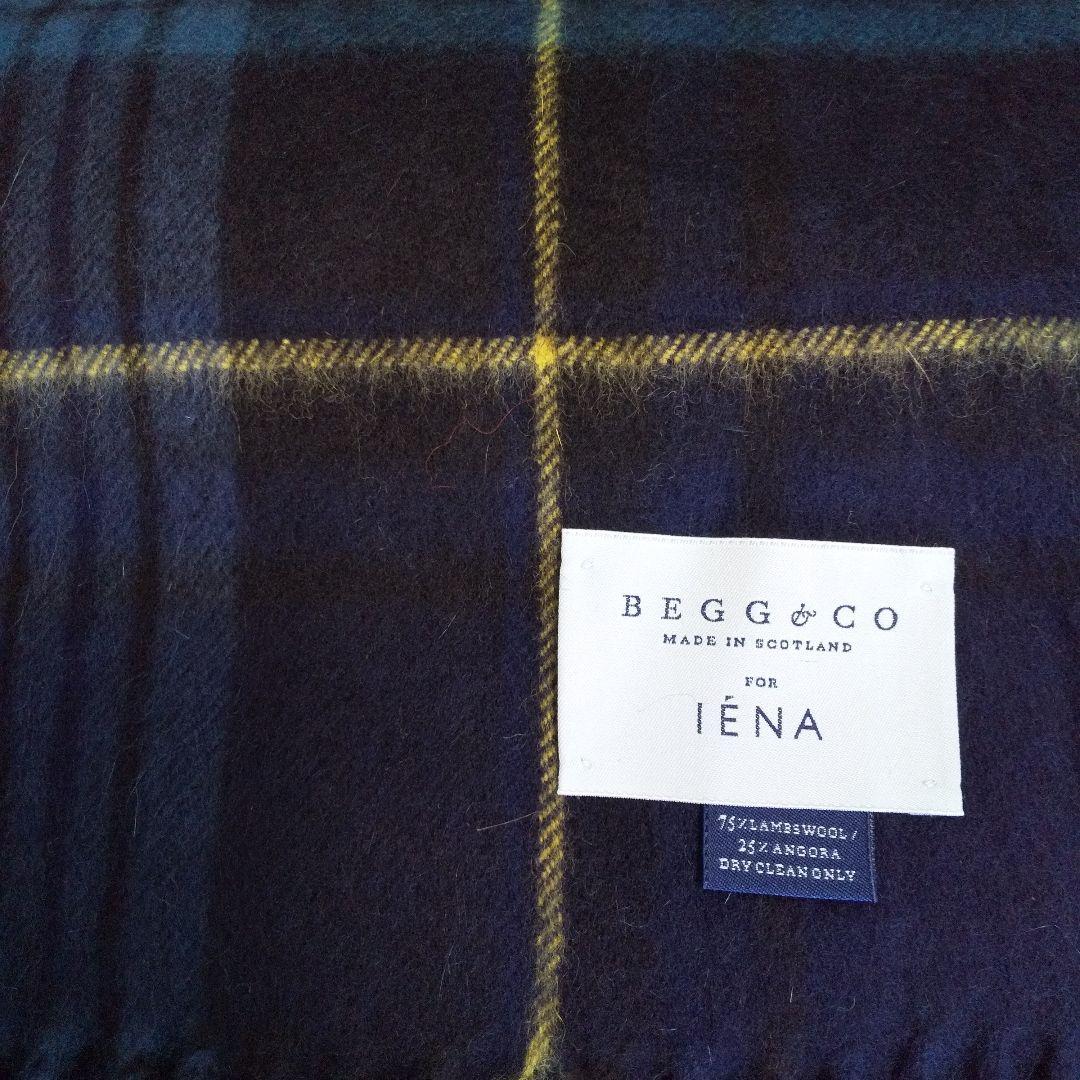 BEGG & CO
MADE IN SCOTLAND
FOR
IÉNA
75% LAMBSWOOL /
25% ANGORA
DRY CLEAN ONLY